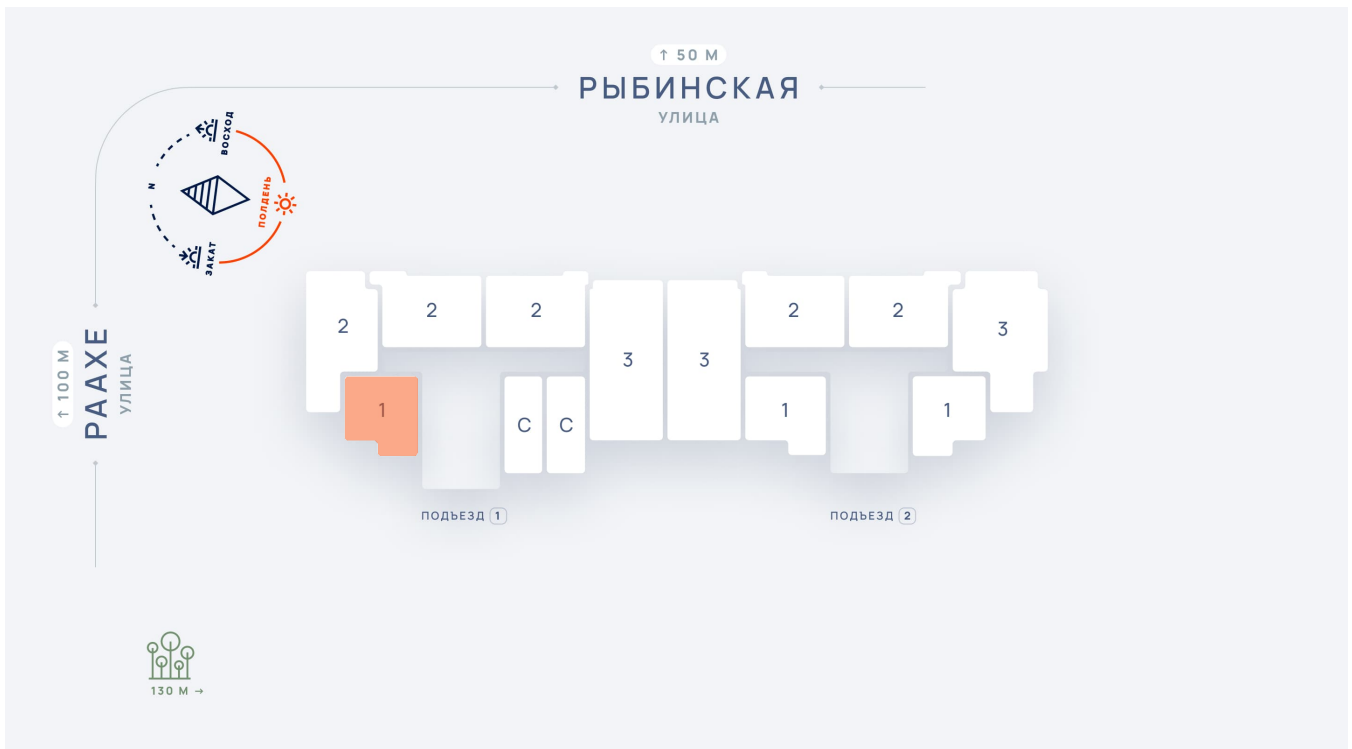 ↑ 50 М
РЫБИНСКАЯ
УЛИЦА
ВОСХОД
N
ПОЛДЕНЬ
ЗАКАТ
↑ 100 М
РААХЕ
УЛИЦА
2
2
2
3
3
2
2
3
1
С
С
1
1
ПОДЪЕЗД 1
ПОДЪЕЗД 2
130 М →